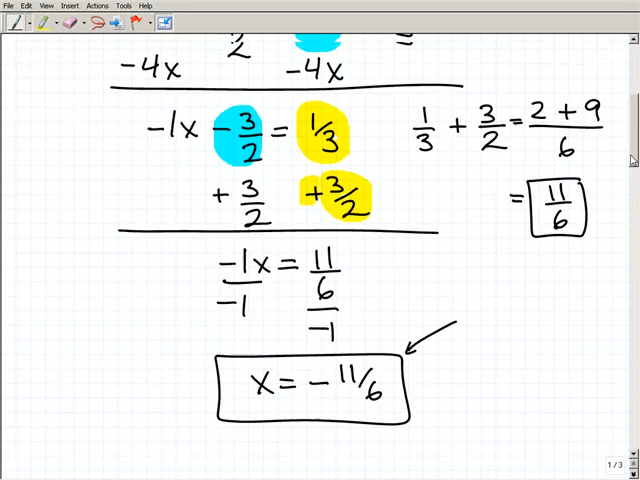 File Edit View Insert Actions Tools Help
2 =
-4x -4x
-1x - 3/2 = 1/3
1/3 + 3/2 = 2 + 9/6
+ 3/2 + 3/2
= 11/6
-1x/-1 = 11/6/-1
x = - 11/6
1 / 3